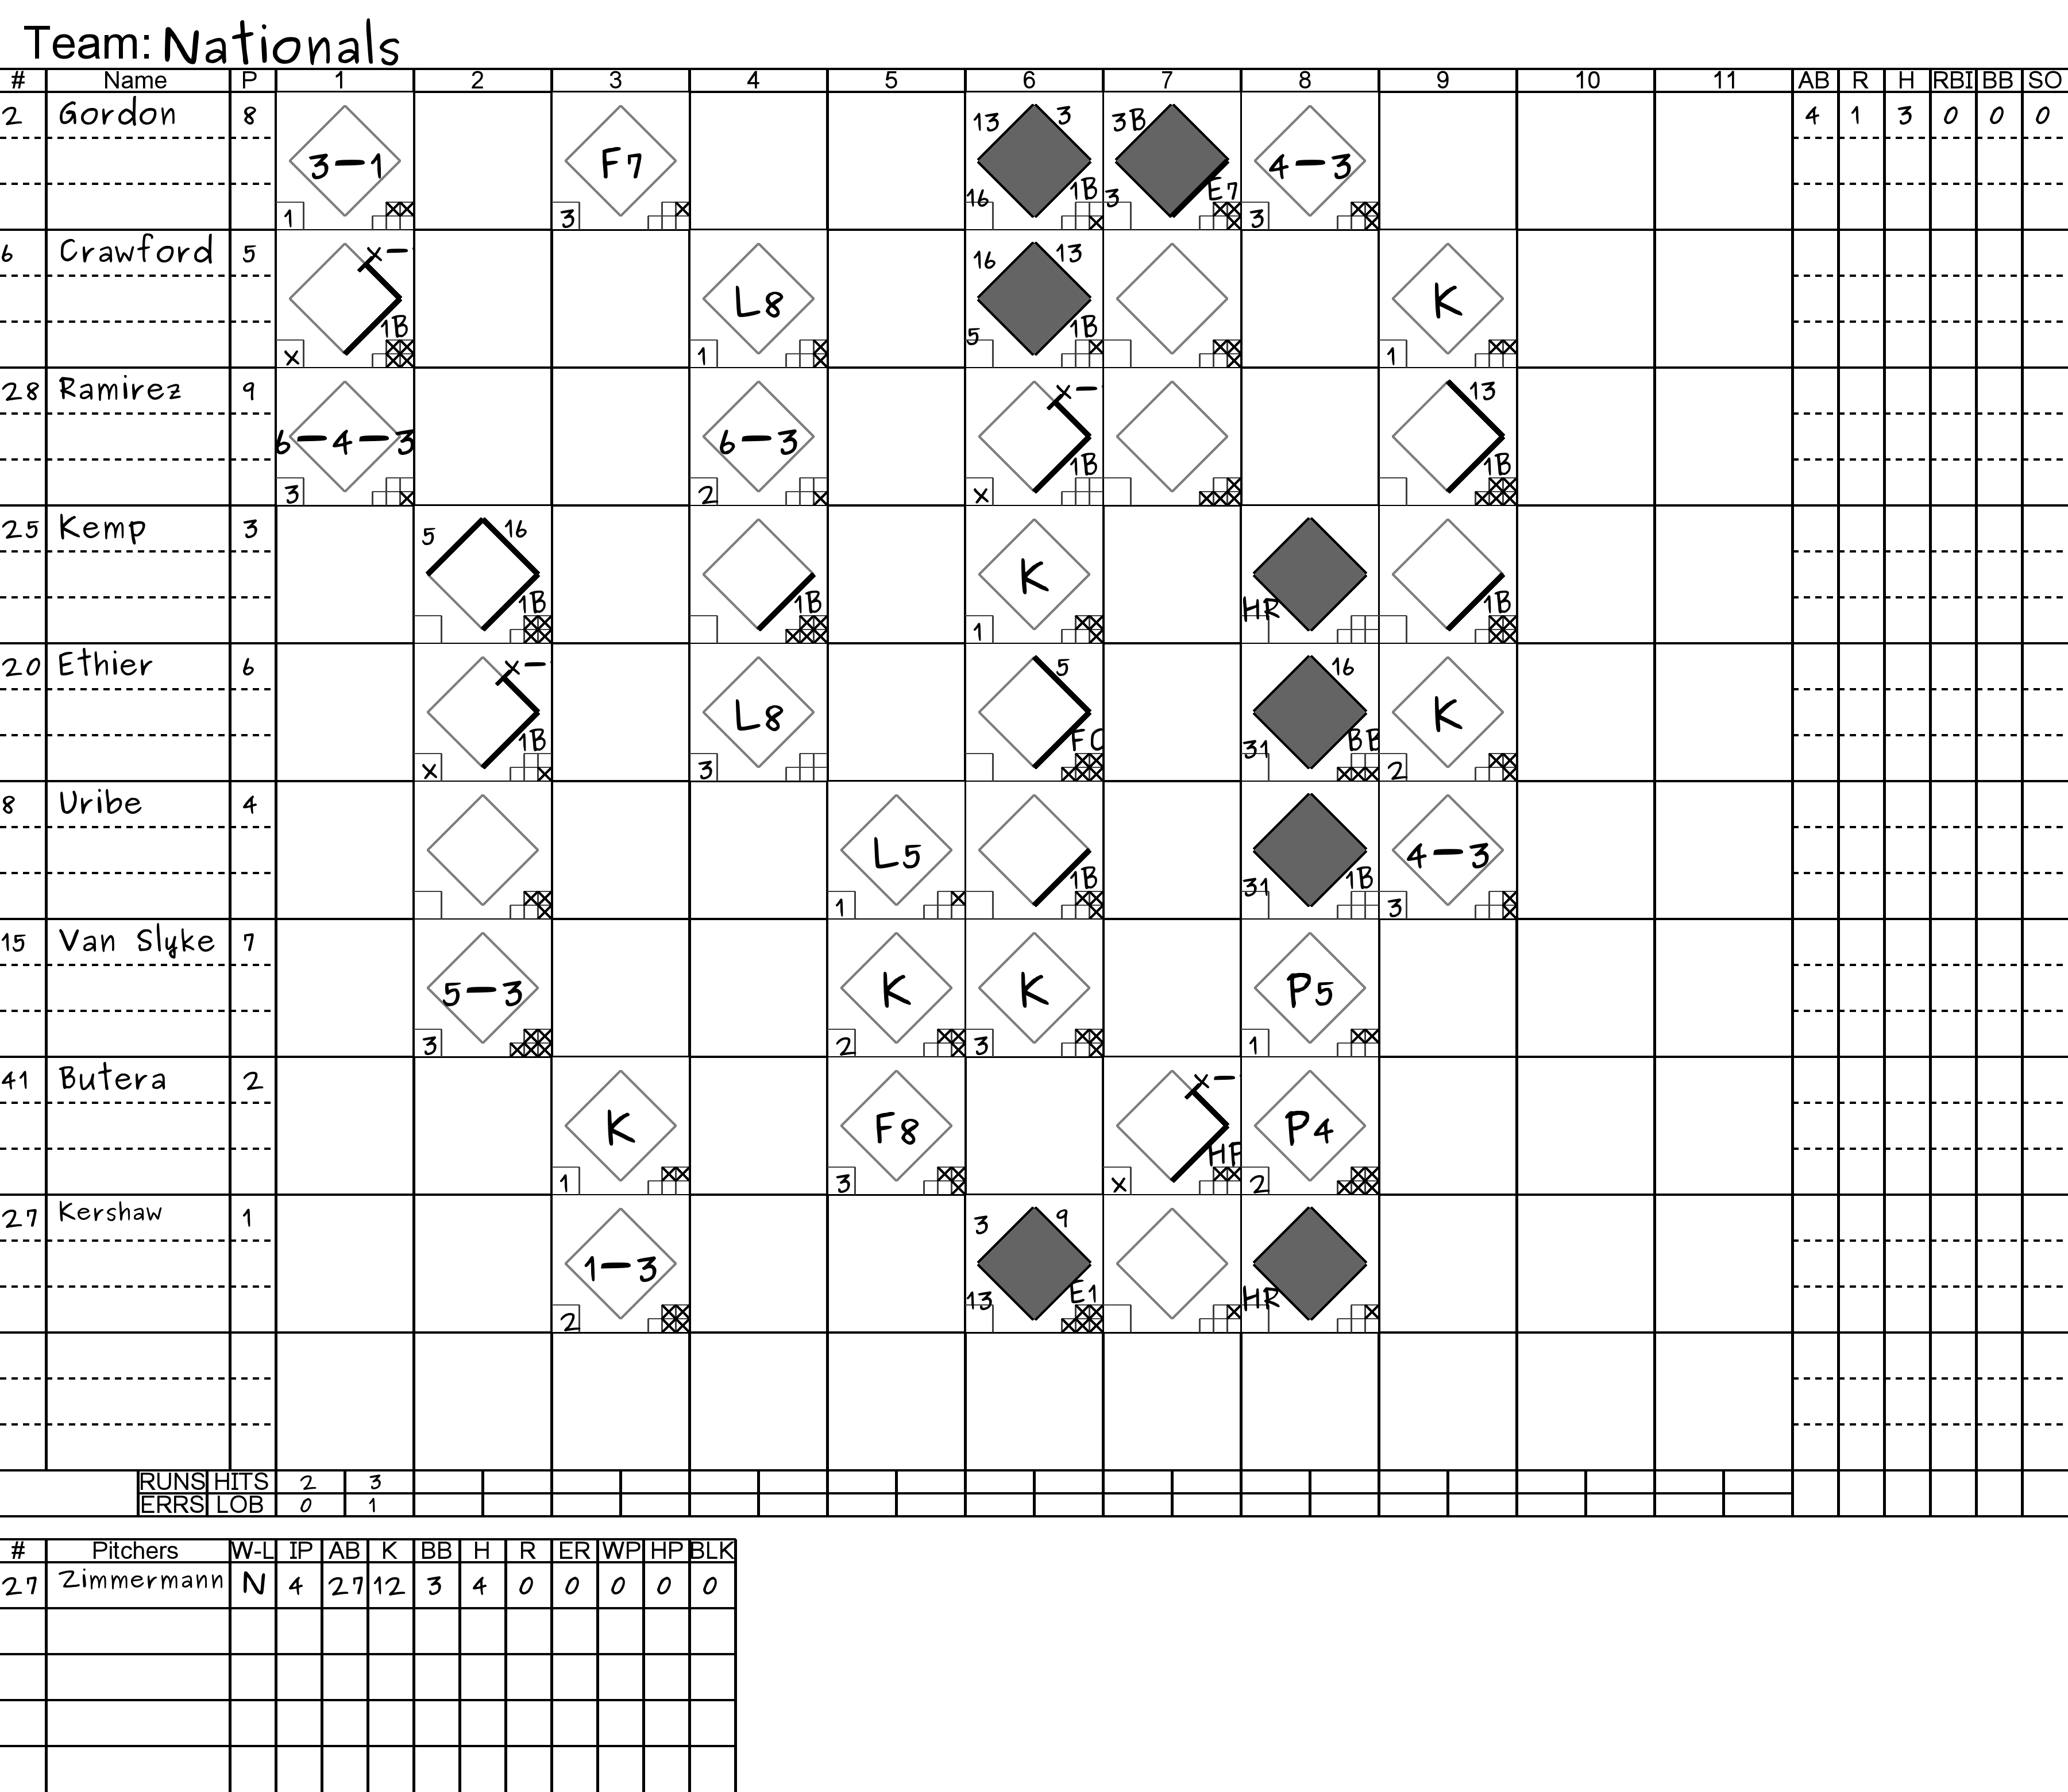 Team: Nationals
# Name P 1 2 3 4 5 6 7 8 9 10 11 AB R H RBI BB SO
2 Gordon 8 3-1 1 F7 3 13 3 16 1B 3B 3 E7 4-3 3 4 1 3 0 0 0
6 Crawford 5 x- 1B x L8 1 16 13 5 1B K 1
28 Ramirez 9 6-4-3 3 6-3 2 x- 1B x 13 1B
25 Kemp 3 5 16 1B 1B K 1 HR 1B
20 Ethier 6 x- 1B x L8 3 5 FC 16 31 BB K 2
8 Uribe 4 L5 1 1B 31 1B 4-3 3
15 Van Slyke 7 5-3 3 K 2 K 3 P5 1
41 Butera 2 K 1 F8 3 x- HP x P4 2
27 Kershaw 1 1-3 2 3 9 13 E1 HR
RUNS HITS 2 3
ERRS LOB 0 1
# Pitchers W-L IP AB K BB H R ER WP HP BLK
27 Zimmermann N 4 27 12 3 4 0 0 0 0 0